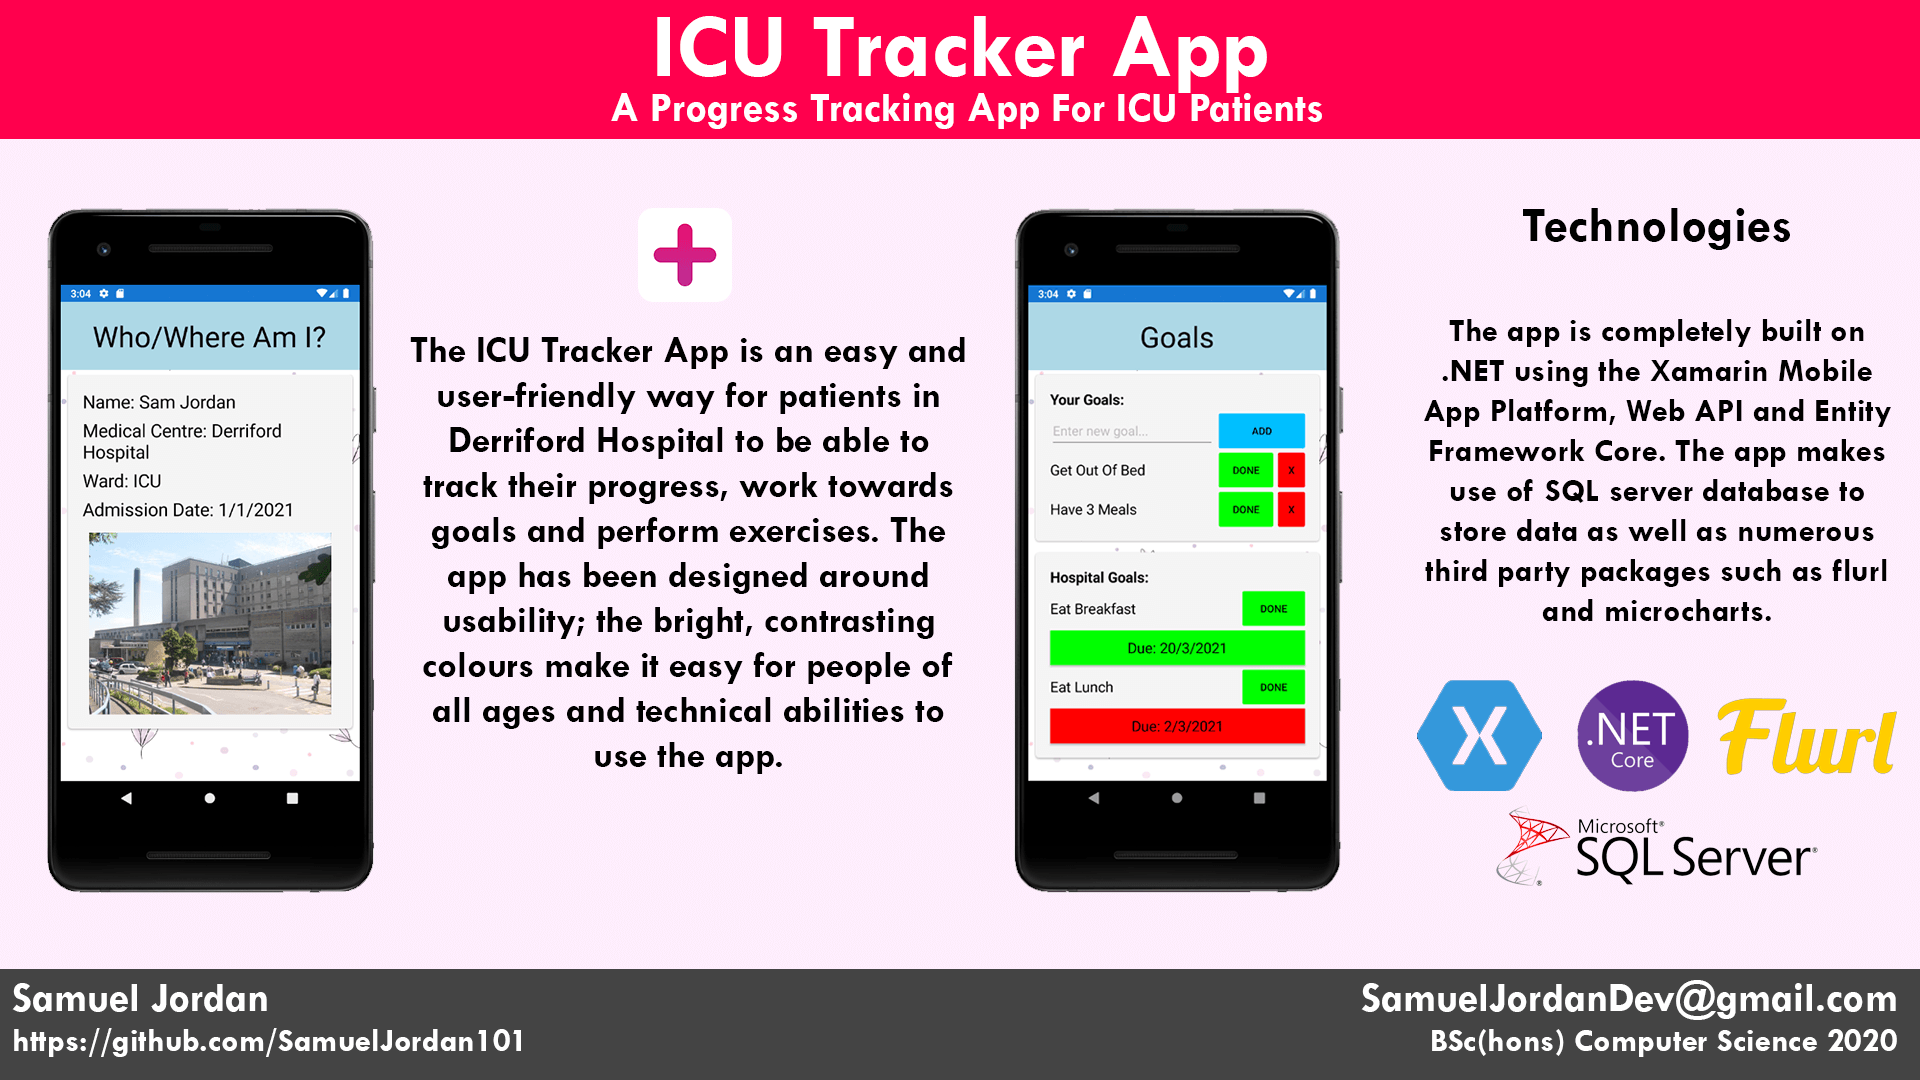 ICU Tracker App
A Progress Tracking App For ICU Patients
3:04
Who/Where Am I?
Name: Sam Jordan
Medical Centre: Derriford
Hospital
Ward: ICU
Admission Date: 1/1/2021
The ICU Tracker App is an easy and
user-friendly way for patients in
Derriford Hospital to be able to
track their progress, work towards
goals and perform exercises. The
app has been designed around
usability; the bright, contrasting
colours make it easy for people of
all ages and technical abilities to
use the app.
3:04
Goals
Your Goals:
Enter new goal... ADD
Get Out Of Bed DONE X
Have 3 Meals DONE X
Hospital Goals:
Eat Breakfast DONE
Due: 20/3/2021
Eat Lunch DONE
Due: 2/3/2021
Technologies
The app is completely built on
.NET using the Xamarin Mobile
App Platform, Web API and Entity
Framework Core. The app makes
use of SQL server database to
store data as well as numerous
third party packages such as flurl
and microcharts.
X
.NET
Core
Flurl
Microsoft®
SQL Server®
Samuel Jordan
https://github.com/SamuelJordan101
SamuelJordanDev@gmail.com
BSc(hons) Computer Science 2020